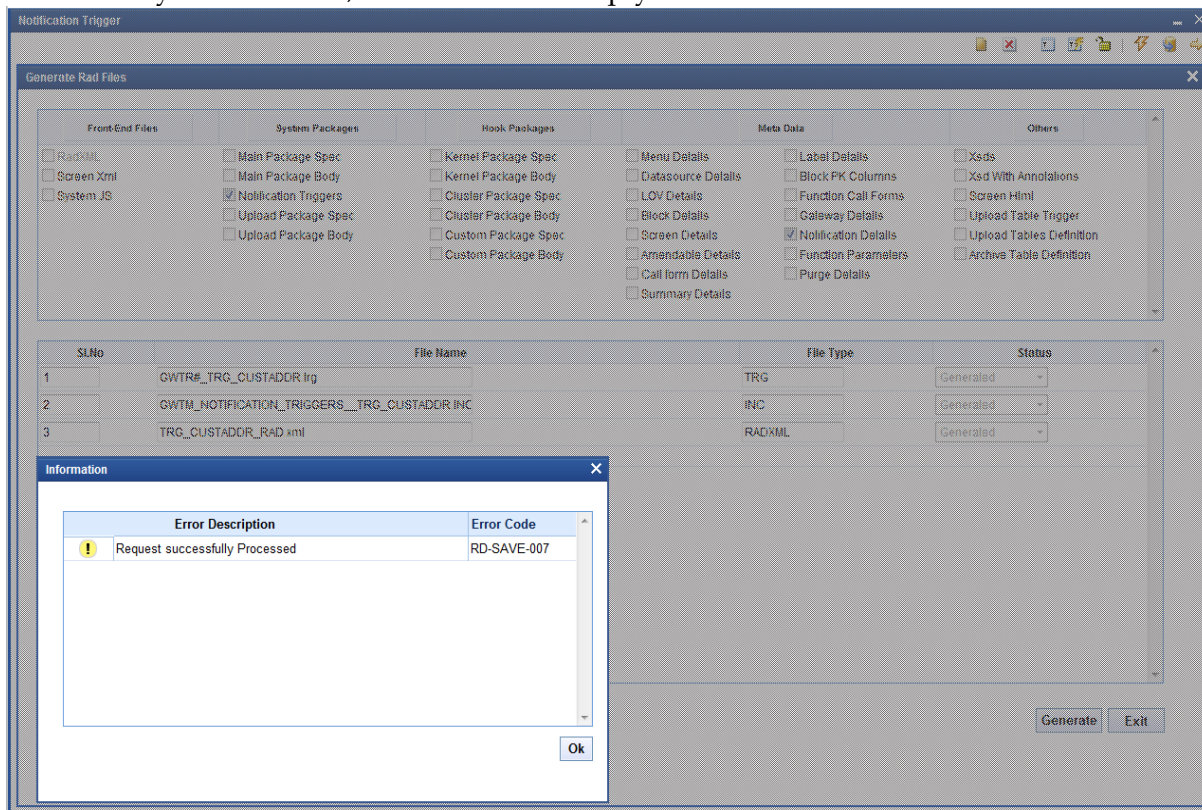 Notification Trigger
Generate Rad Files
Front-End Files System Packages Hook Packages Meta Data Others
RadXML Main Package Spec Kernel Package Spec Menu Details Label Details Xsds
Screen Xml Main Package Body Kernel Package Body Datasource Details Block PK Columns Xsd With Annotations
System JS Notification Triggers Cluster Package Spec LOV Details Function Call Forms Screen Html
Upload Package Spec Cluster Package Body Block Details Gateway Details Upload Table Trigger
Upload Package Body Custom Package Spec Screen Details Notification Details Upload Tables Definition
Custom Package Body Amendable Details Function Parameters Archive Table Definition
Call form Details Purge Details
Summary Details
Sl.No File Name File Type Status
1 GWTR#_TRG_CUSTADDR.trg TRG Generated
2 GWTM_NOTIFICATION_TRIGGERS__TRG_CUSTADDR.INC INC Generated
3 TRG_CUSTADDR_RAD.xml RADXML Generated
Information
Error Description Error Code
Request successfully Processed RD-SAVE-007
Ok
Generate Exit